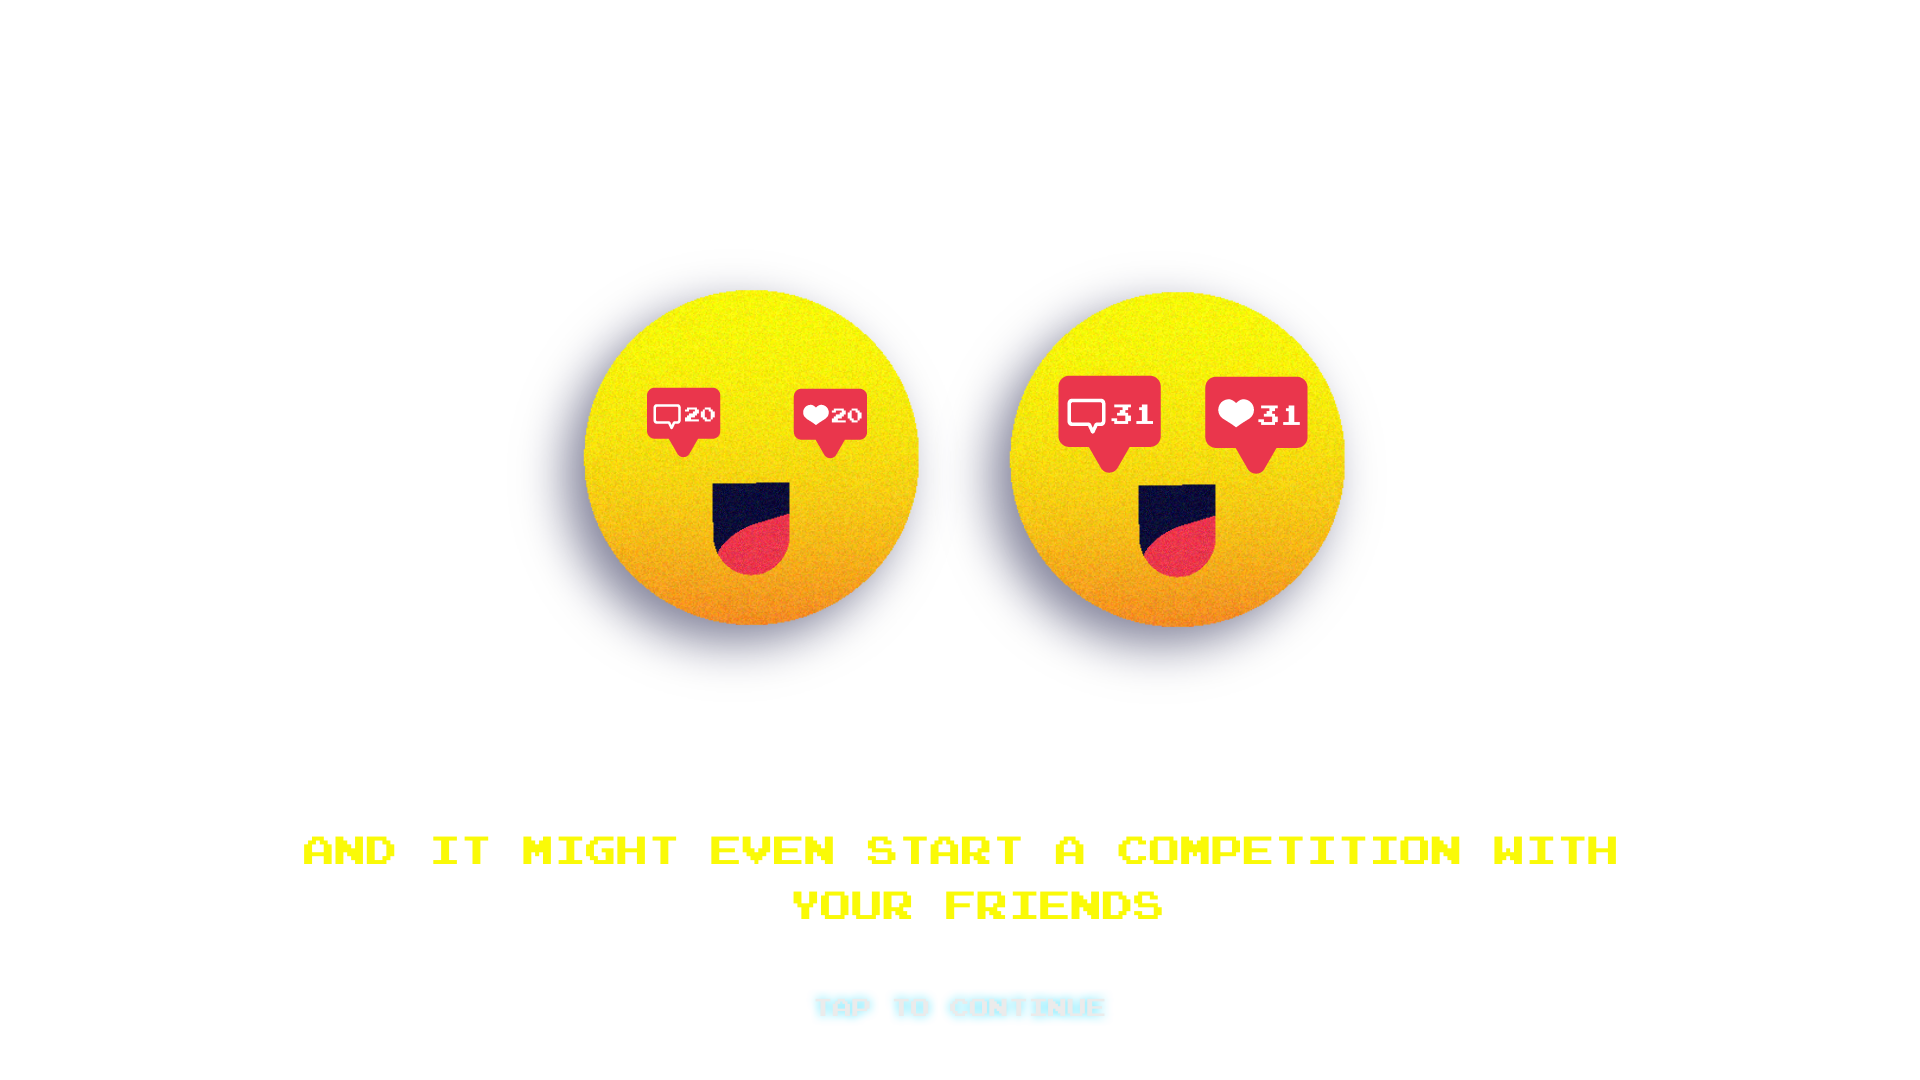 20 20 31 31
AND IT MIGHT EVEN START A COMPETITION WITH
YOUR FRIENDS
TAP TO CONTINUE